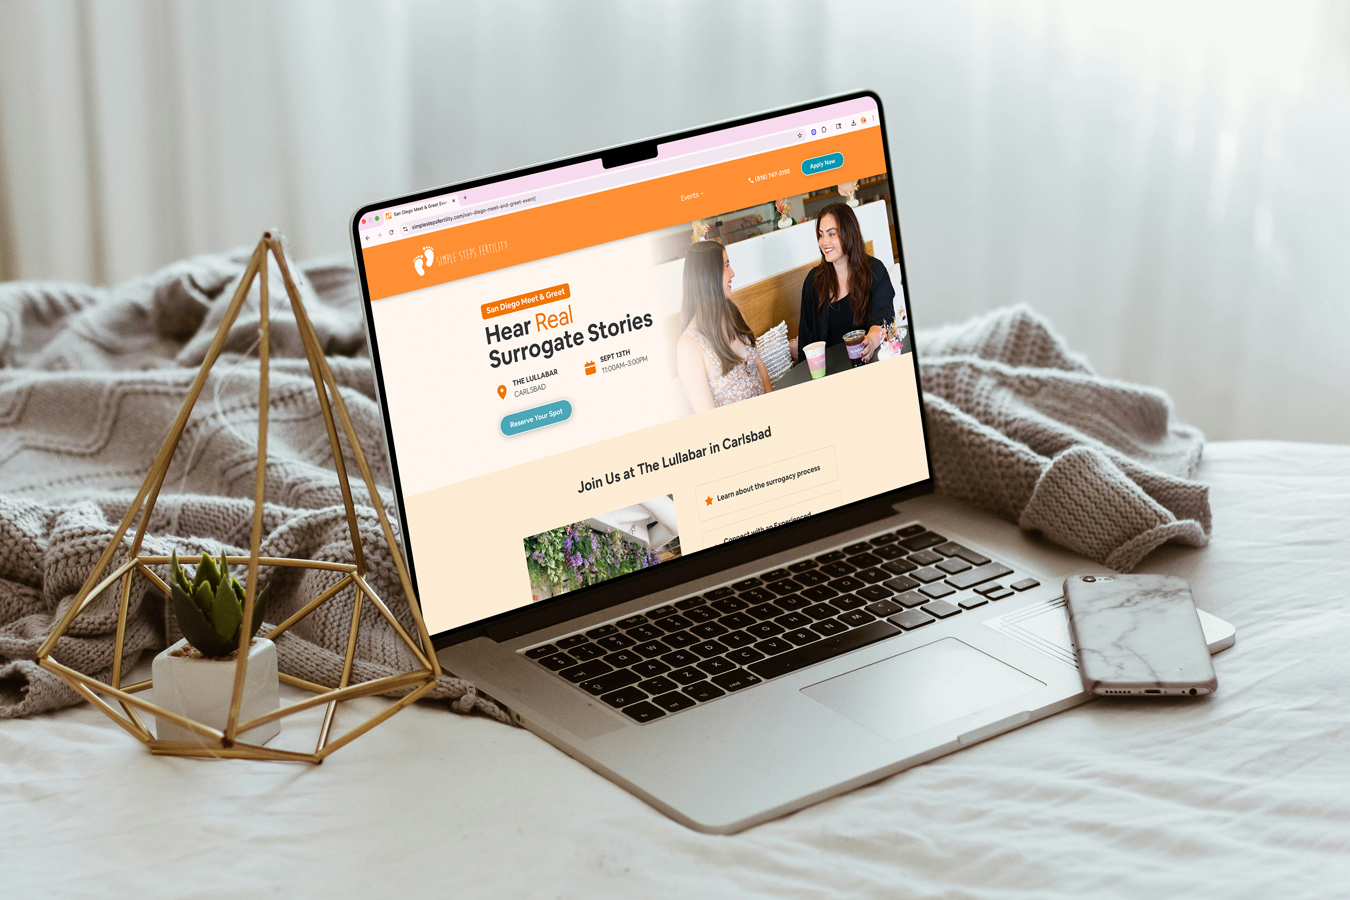 San Diego Meet & Greet Eve
simplestepsfertility.com/san-diego-meet-and-greet-event/
SIMPLE STEPS FERTILITY
Events
(818) 747-3198
Apply Now
San Diego Meet & Greet
Hear Real
Surrogate Stories
THE LULLABAR
CARLSBAD
SEPT 13TH
11:00AM-3:00PM
Reserve Your Spot
Join Us at The Lullabar in Carlsbad
Learn about the surrogacy process
Connect with an Experienced